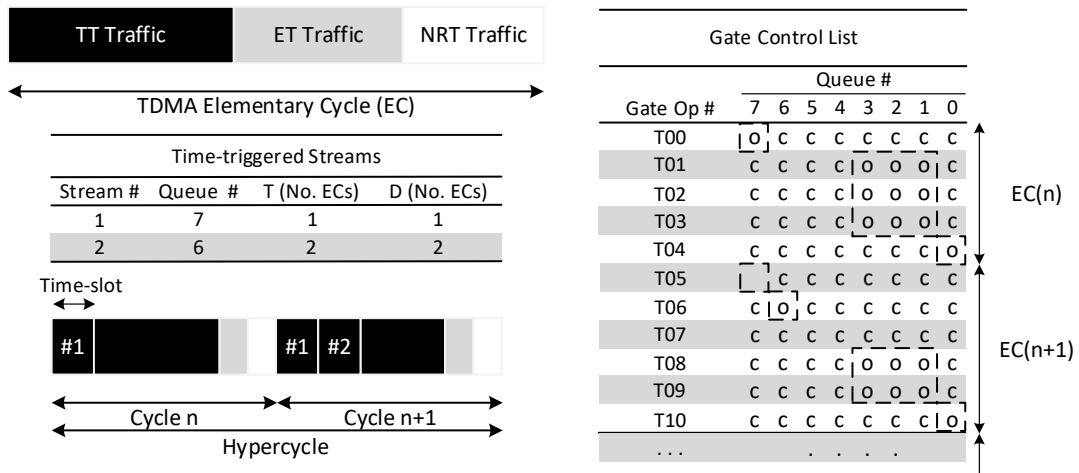 TT Traffic ET Traffic NRT Traffic
TDMA Elementary Cycle (EC)
Time-triggered Streams
Stream # Queue # T (No. ECs) D (No. ECs)
1 7 1 1
2 6 2 2
Time-slot
#1 #1 #2
Cycle n Cycle n+1
Hypercycle
Gate Control List
Queue #
Gate Op # 7 6 5 4 3 2 1 0
T00 o c c c c c c c
T01 c c c c o o o c
T02 c c c c o o o c
T03 c c c c o o o c
T04 c c c c c c c o
EC(n)
T05 c c c c c c c
T06 c o c c c c c c
T07 c c c c c c c c
T08 c c c c o o o c
T09 c c c c o o o c
T10 c c c c c c c o
EC(n+1)
. . . . . . .